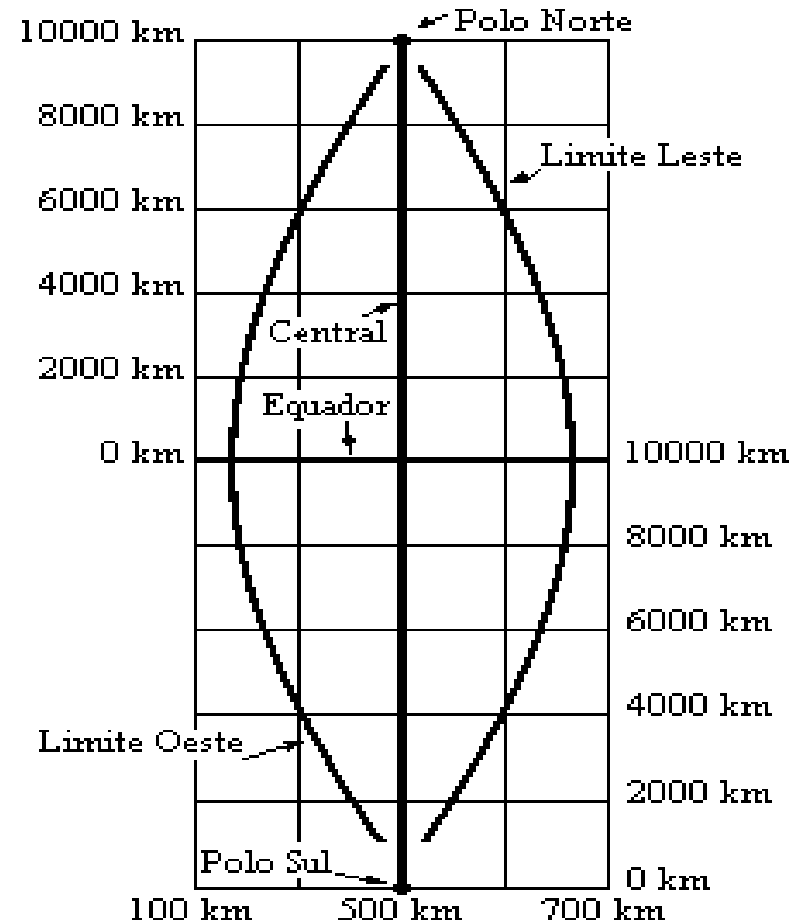 Polo Norte
10000 km
8000 km
Limite Leste
6000 km
4000 km
Central
2000 km
Equador
0 km
10000 km
8000 km
6000 km
4000 km
Limite Oeste
2000 km
Polo Sul
0 km
100 km
500 km
700 km